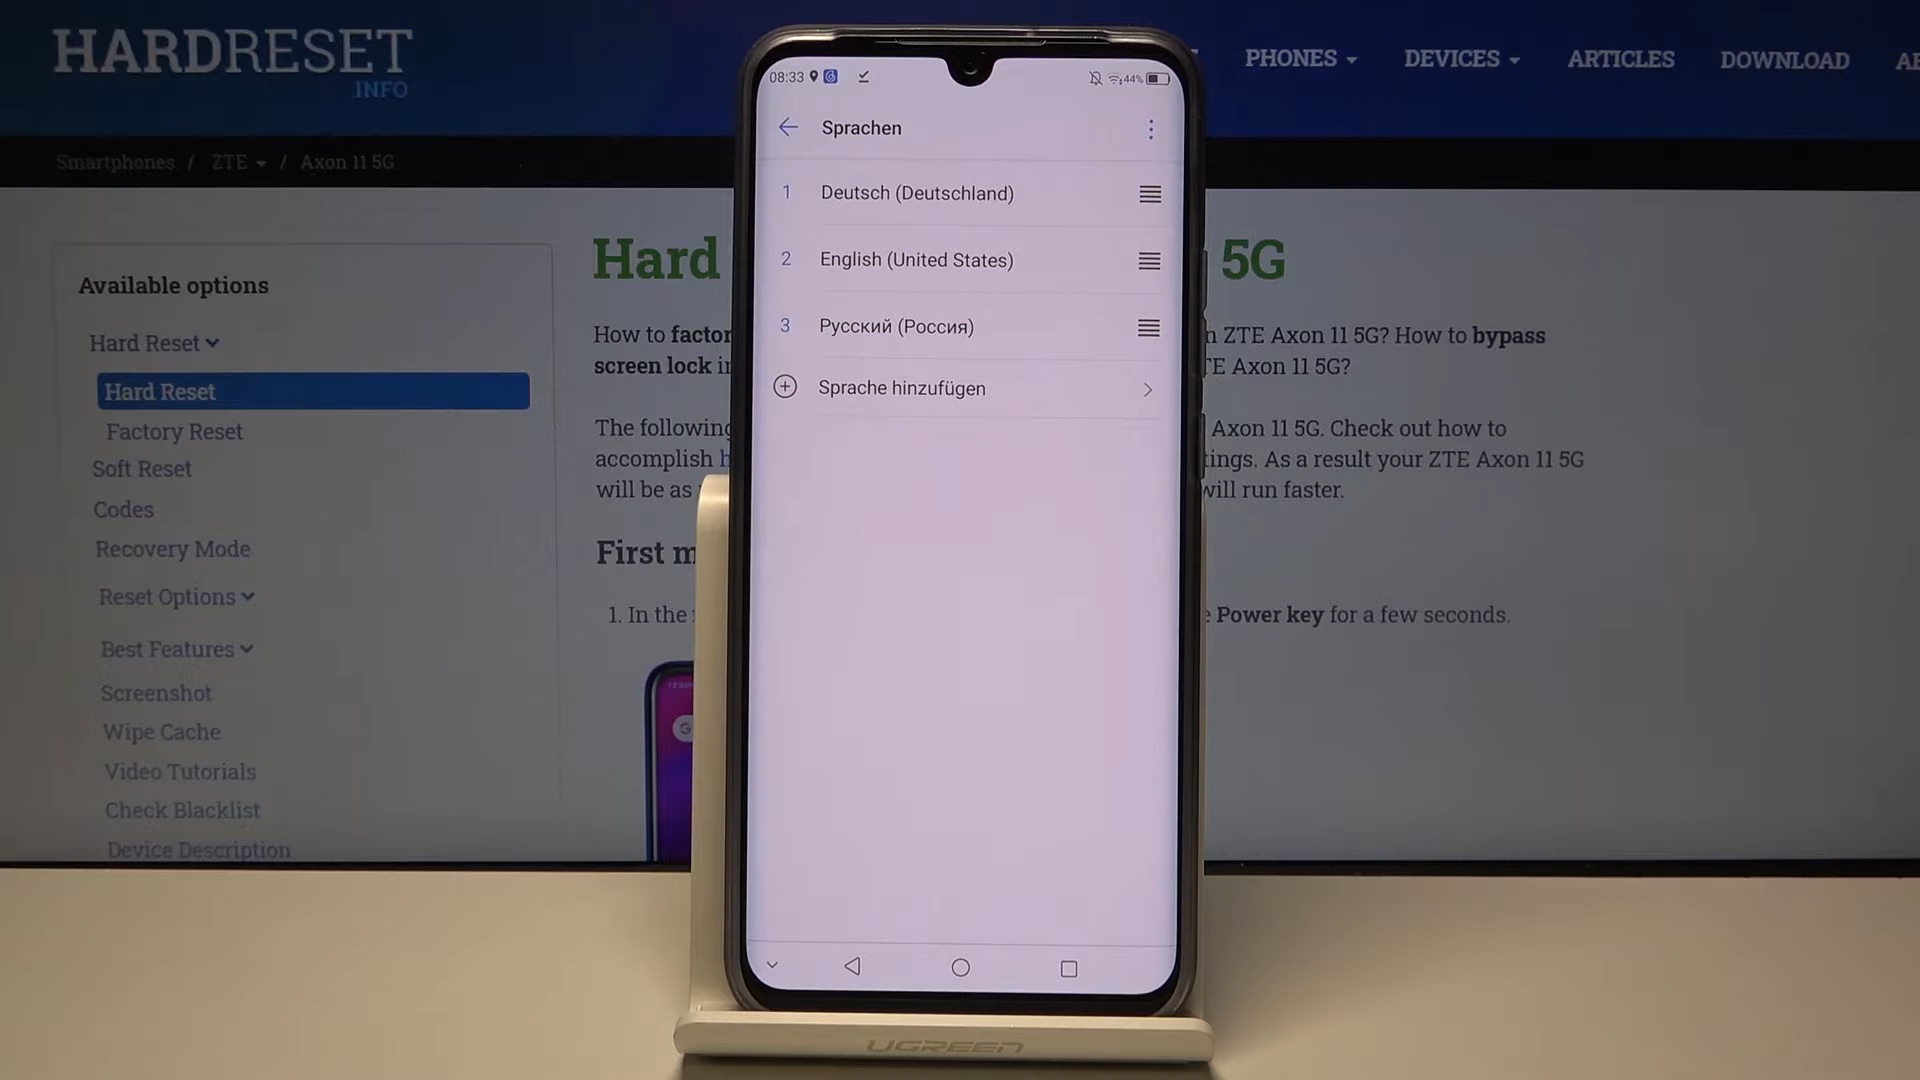 HARDRESET
.INFO
PHONES
DEVICES
ARTICLES
DOWNLOAD
Smartphones / ZTE / Axon 11 5G
Available options
Hard Reset
Hard Reset
Factory Reset
Soft Reset
Codes
Recovery Mode
Reset Options
Best Features
Screenshot
Wipe Cache
Video Tutorials
Check Blacklist
Device Description
Hard
5G
How to
ZTE Axon 11 5G? How to bypass
screen lock
Axon 11 5G?
The following
Axon 11 5G. Check out how to
accomplish
As a result your ZTE Axon 11 5G
will be as
will run faster.
First
1. In the
Power key for a few seconds.
08:33
44%
Sprachen
1 Deutsch (Deutschland)
2 English (United States)
3 Русский (Россия)
Sprache hinzufügen
UGREEN